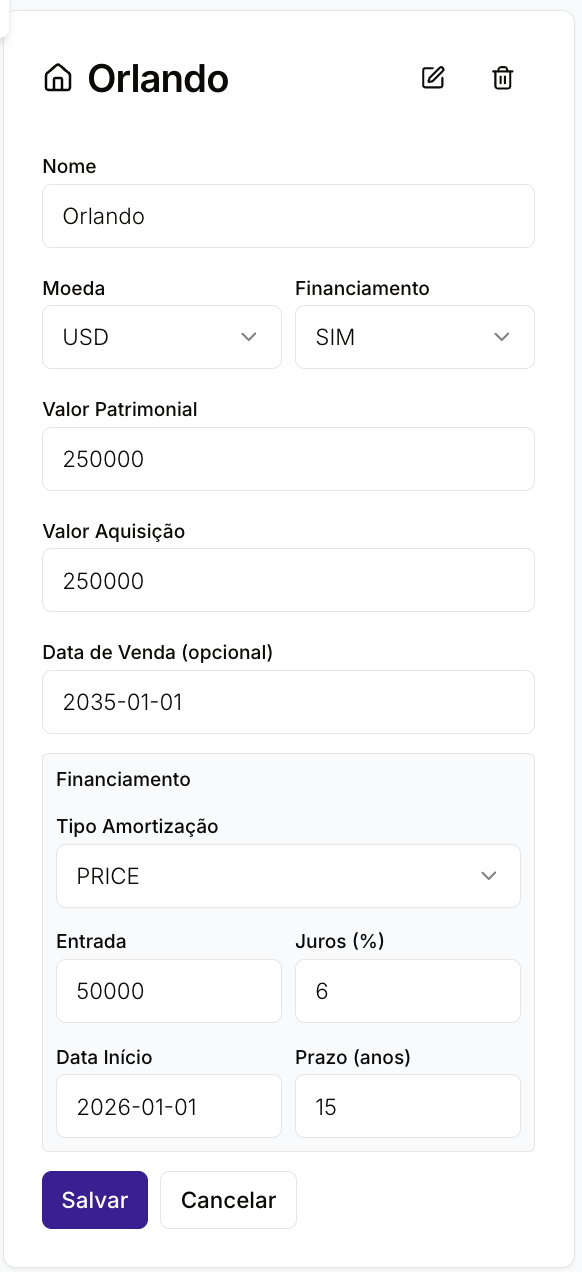 Orlando
Nome
Orlando
Moeda Financiamento
USD SIM
Valor Patrimonial
250000
Valor Aquisição
250000
Data de Venda (opcional)
2035-01-01
Financiamento
Tipo Amortização
PRICE
Entrada Juros (%)
50000 6
Data Início Prazo (anos)
2026-01-01 15
Salvar Cancelar